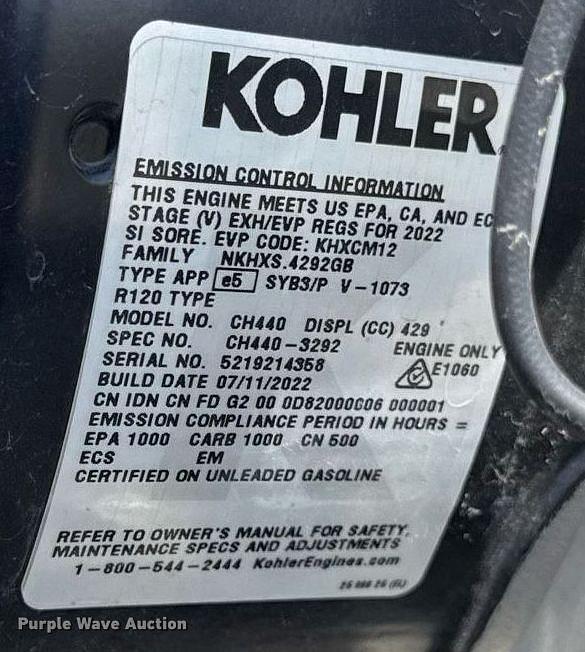 KOHLER
EMISSION CONTROL INFORMATION
THIS ENGINE MEETS US EPA, CA, AND EC
STAGE (V) EXH/EVP REGS FOR 2022
SI SORE. EVP CODE: KHXCM12
FAMILY NKHXS.4292GB
TYPE APP e5 SYB3/P V-1073
R120 TYPE
MODEL NO. CH440 DISPL (CC) 429
SPEC NO. CH440-3292 ENGINE ONLY
SERIAL NO. 5219214358 E1060
BUILD DATE 07/11/2022
CN IDN CN FD G2 00 0D82000606 000001
EMISSION COMPLIANCE PERIOD IN HOURS =
EPA 1000 CARB 1000 CN 500
ECS EM
CERTIFIED ON UNLEADED GASOLINE
REFER TO OWNER'S MANUAL FOR SAFETY,
MAINTENANCE SPECS AND ADJUSTMENTS
1-800-544-2444 KohlerEngines.com
Purple Wave Auction